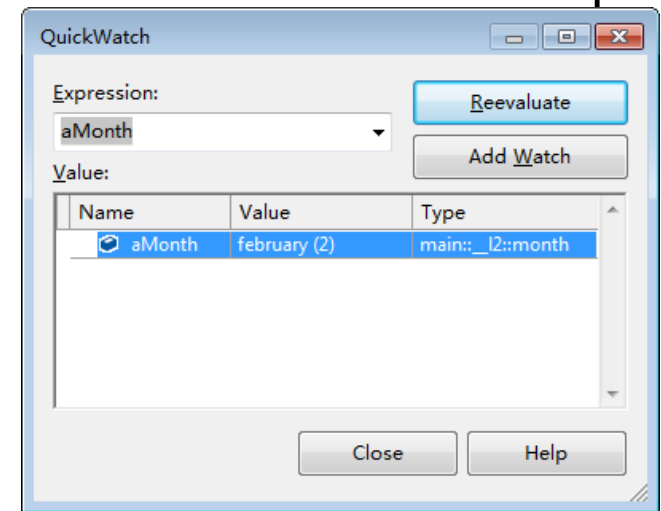 QuickWatch
Expression:
Reevaluate
aMonth
Add Watch
Value:
Name Value Type
aMonth february (2) main::__l2::month
Close Help